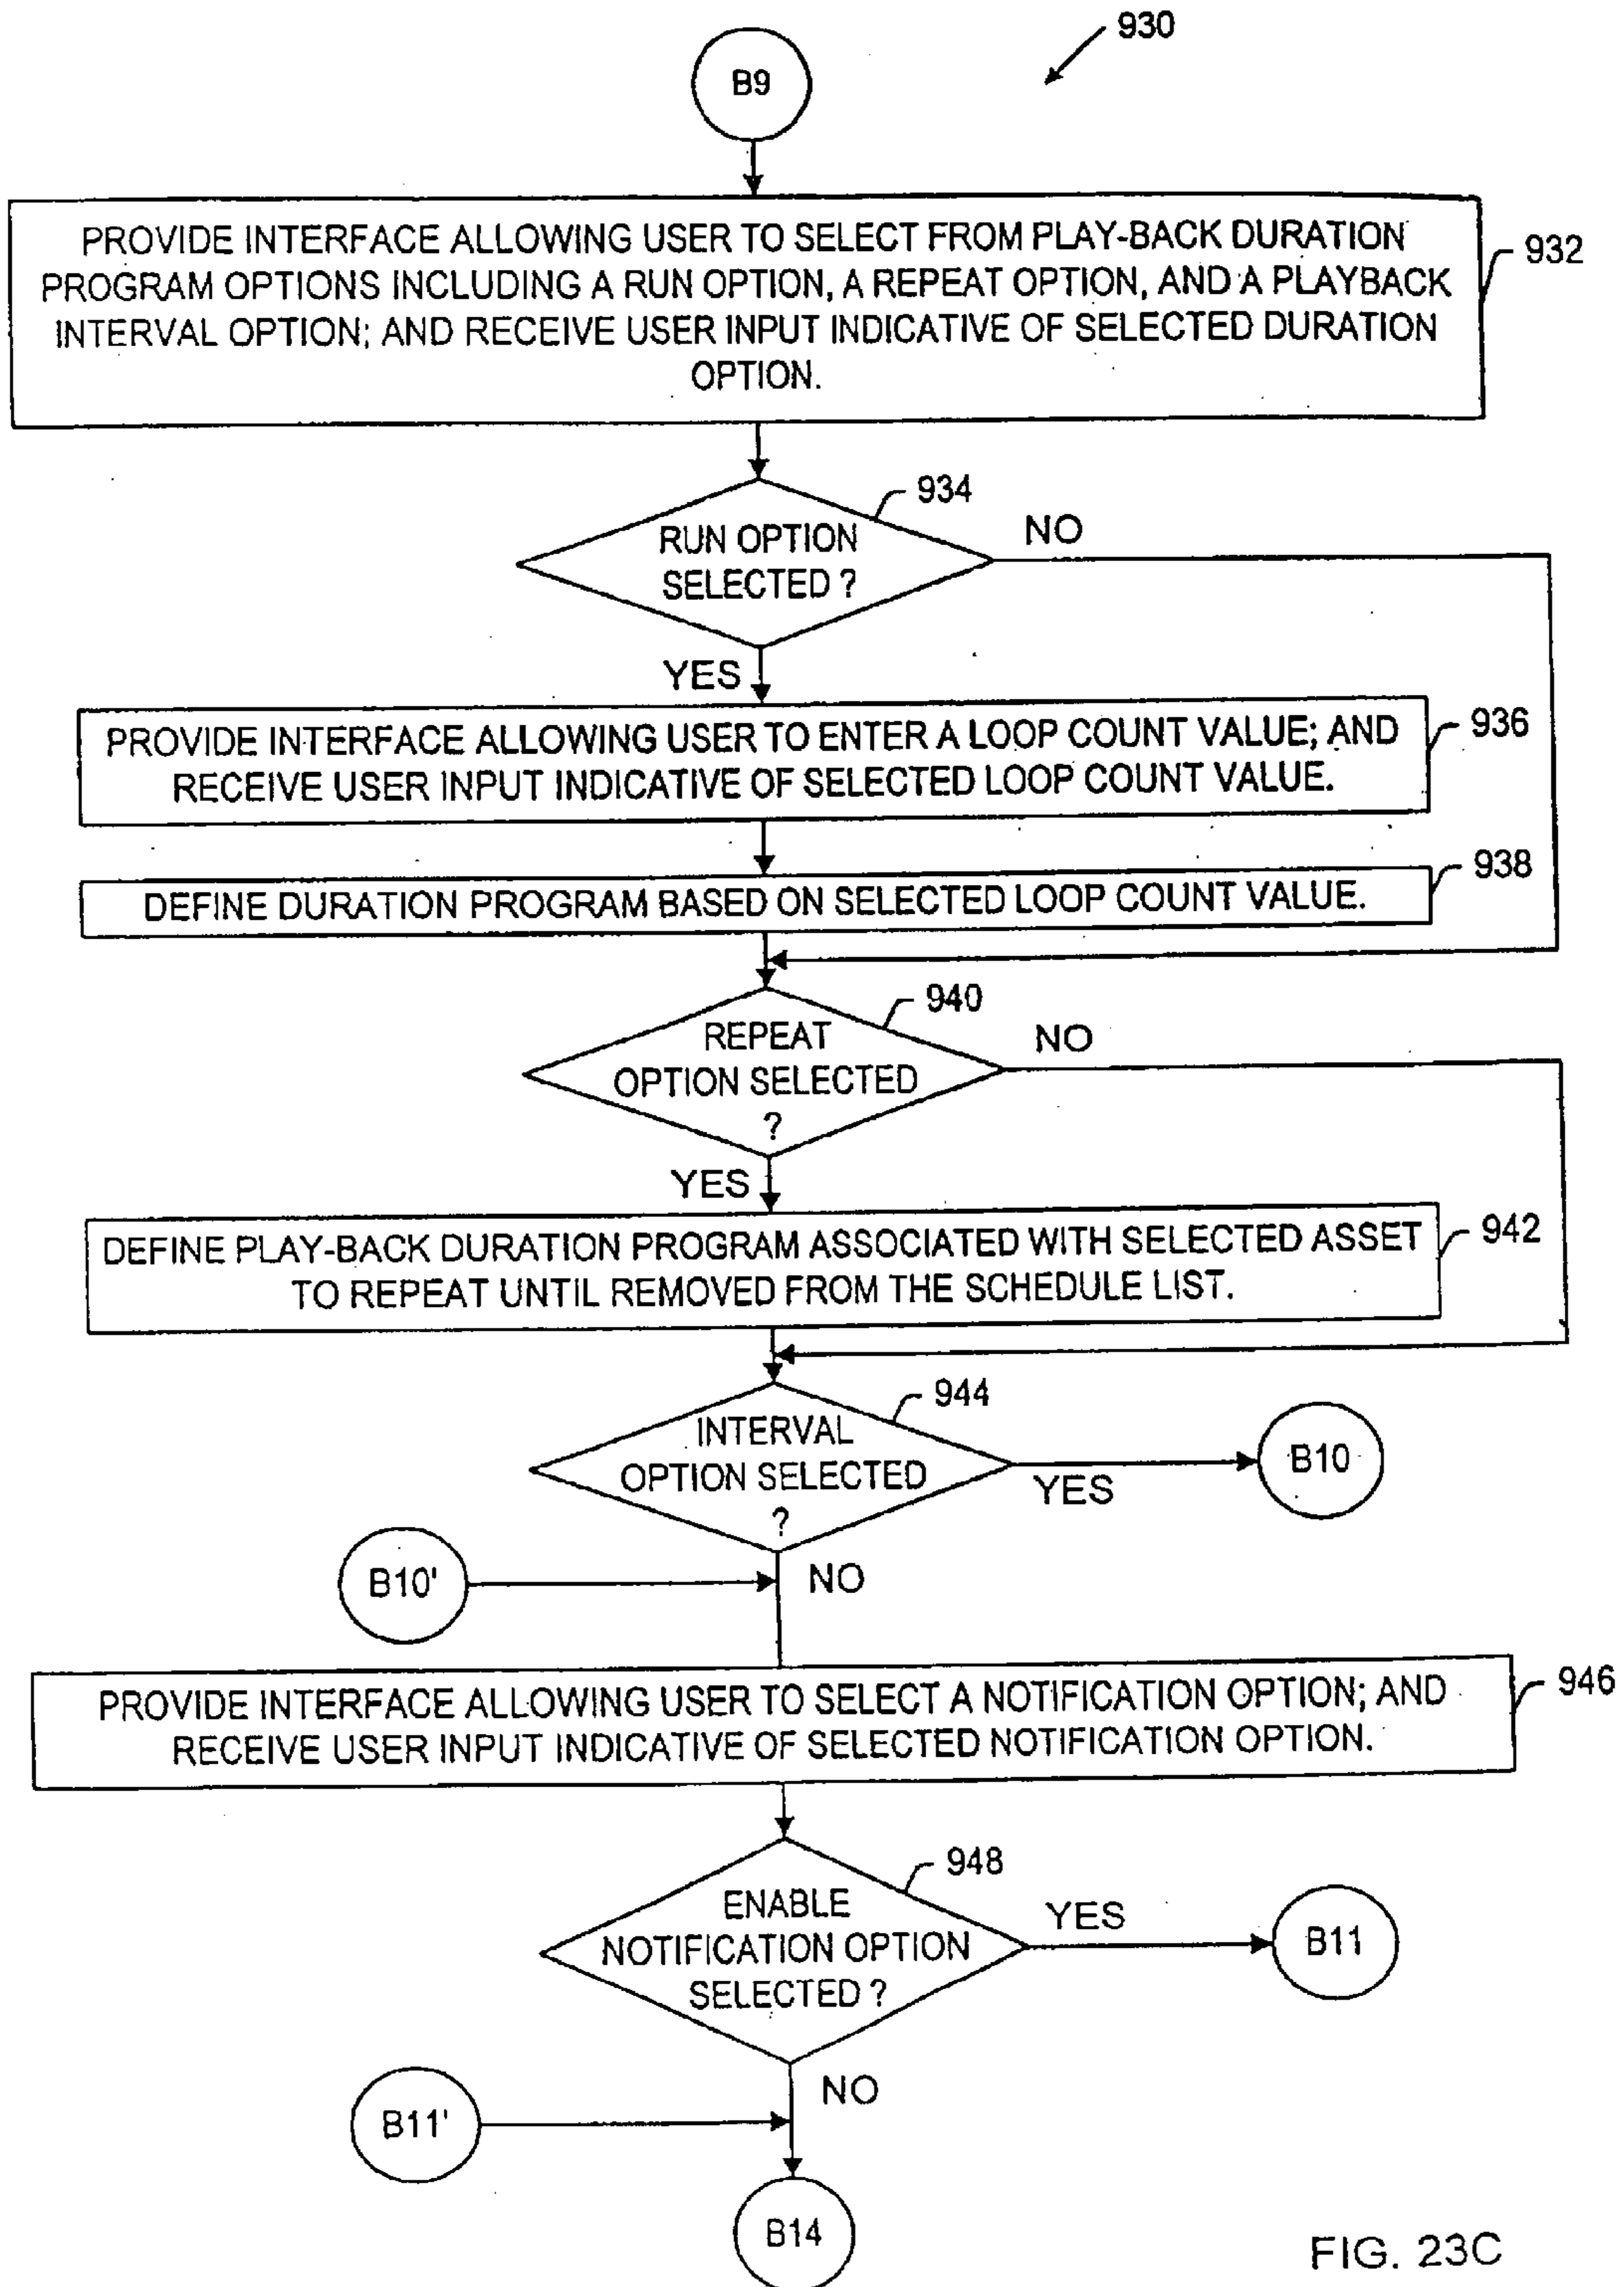 930
B9
PROVIDE INTERFACE ALLOWING USER TO SELECT FROM PLAY-BACK DURATION
PROGRAM OPTIONS INCLUDING A RUN OPTION, A REPEAT OPTION, AND A PLAYBACK
INTERVAL OPTION; AND RECEIVE USER INPUT INDICATIVE OF SELECTED DURATION
OPTION.
932
934
RUN OPTION
SELECTED ?
NO
YES
PROVIDE INTERFACE ALLOWING USER TO ENTER A LOOP COUNT VALUE; AND
RECEIVE USER INPUT INDICATIVE OF SELECTED LOOP COUNT VALUE.
936
DEFINE DURATION PROGRAM BASED ON SELECTED LOOP COUNT VALUE.
938
940
REPEAT
OPTION SELECTED
?
NO
YES
DEFINE PLAY-BACK DURATION PROGRAM ASSOCIATED WITH SELECTED ASSET
TO REPEAT UNTIL REMOVED FROM THE SCHEDULE LIST.
942
944
INTERVAL
OPTION SELECTED
?
YES
B10
B10'
NO
PROVIDE INTERFACE ALLOWING USER TO SELECT A NOTIFICATION OPTION; AND
RECEIVE USER INPUT INDICATIVE OF SELECTED NOTIFICATION OPTION.
946
948
ENABLE
NOTIFICATION OPTION
SELECTED ?
YES
B11
NO
B11'
B14
FIG. 23C